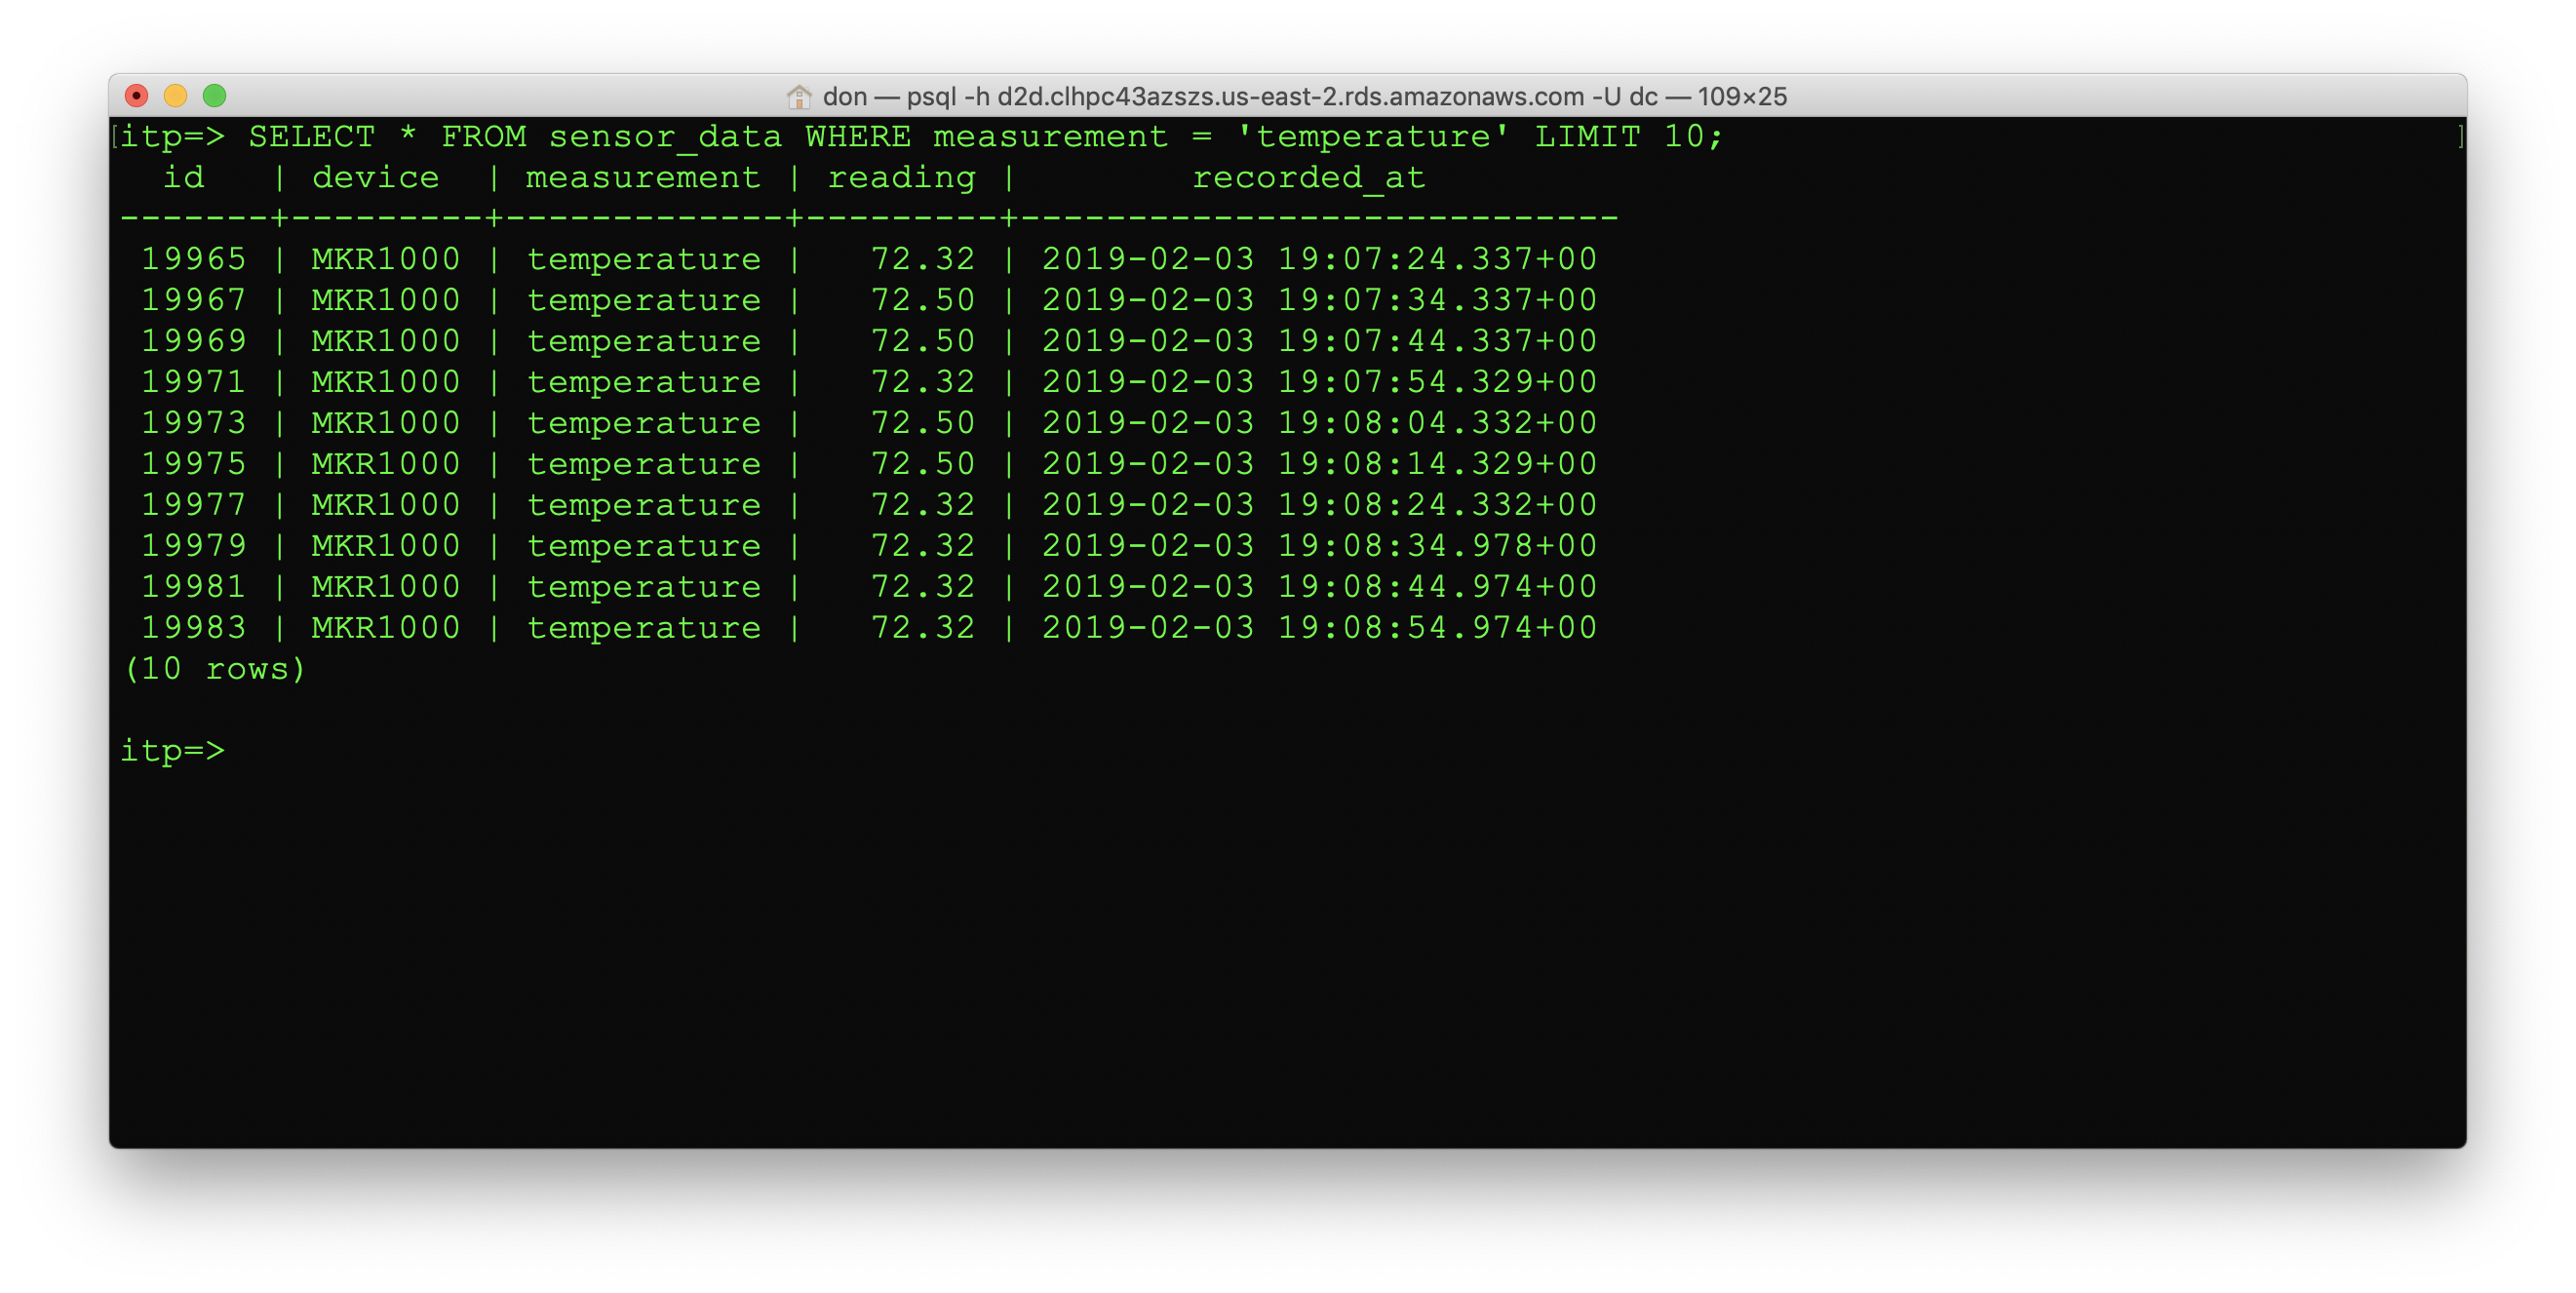 don — psql -h d2d.clhpc43azszs.us-east-2.rds.amazonaws.com -U dc — 109×25
[itp=> SELECT * FROM sensor_data WHERE measurement = 'temperature' LIMIT 10; ]
  id   | device  | measurement | reading |        recorded_at
-------+---------+-------------+---------+----------------------------
 19965 | MKR1000 | temperature |   72.32 | 2019-02-03 19:07:24.337+00
 19967 | MKR1000 | temperature |   72.50 | 2019-02-03 19:07:34.337+00
 19969 | MKR1000 | temperature |   72.50 | 2019-02-03 19:07:44.337+00
 19971 | MKR1000 | temperature |   72.32 | 2019-02-03 19:07:54.329+00
 19973 | MKR1000 | temperature |   72.50 | 2019-02-03 19:08:04.332+00
 19975 | MKR1000 | temperature |   72.50 | 2019-02-03 19:08:14.329+00
 19977 | MKR1000 | temperature |   72.32 | 2019-02-03 19:08:24.332+00
 19979 | MKR1000 | temperature |   72.32 | 2019-02-03 19:08:34.978+00
 19981 | MKR1000 | temperature |   72.32 | 2019-02-03 19:08:44.974+00
 19983 | MKR1000 | temperature |   72.32 | 2019-02-03 19:08:54.974+00
(10 rows)
itp=>